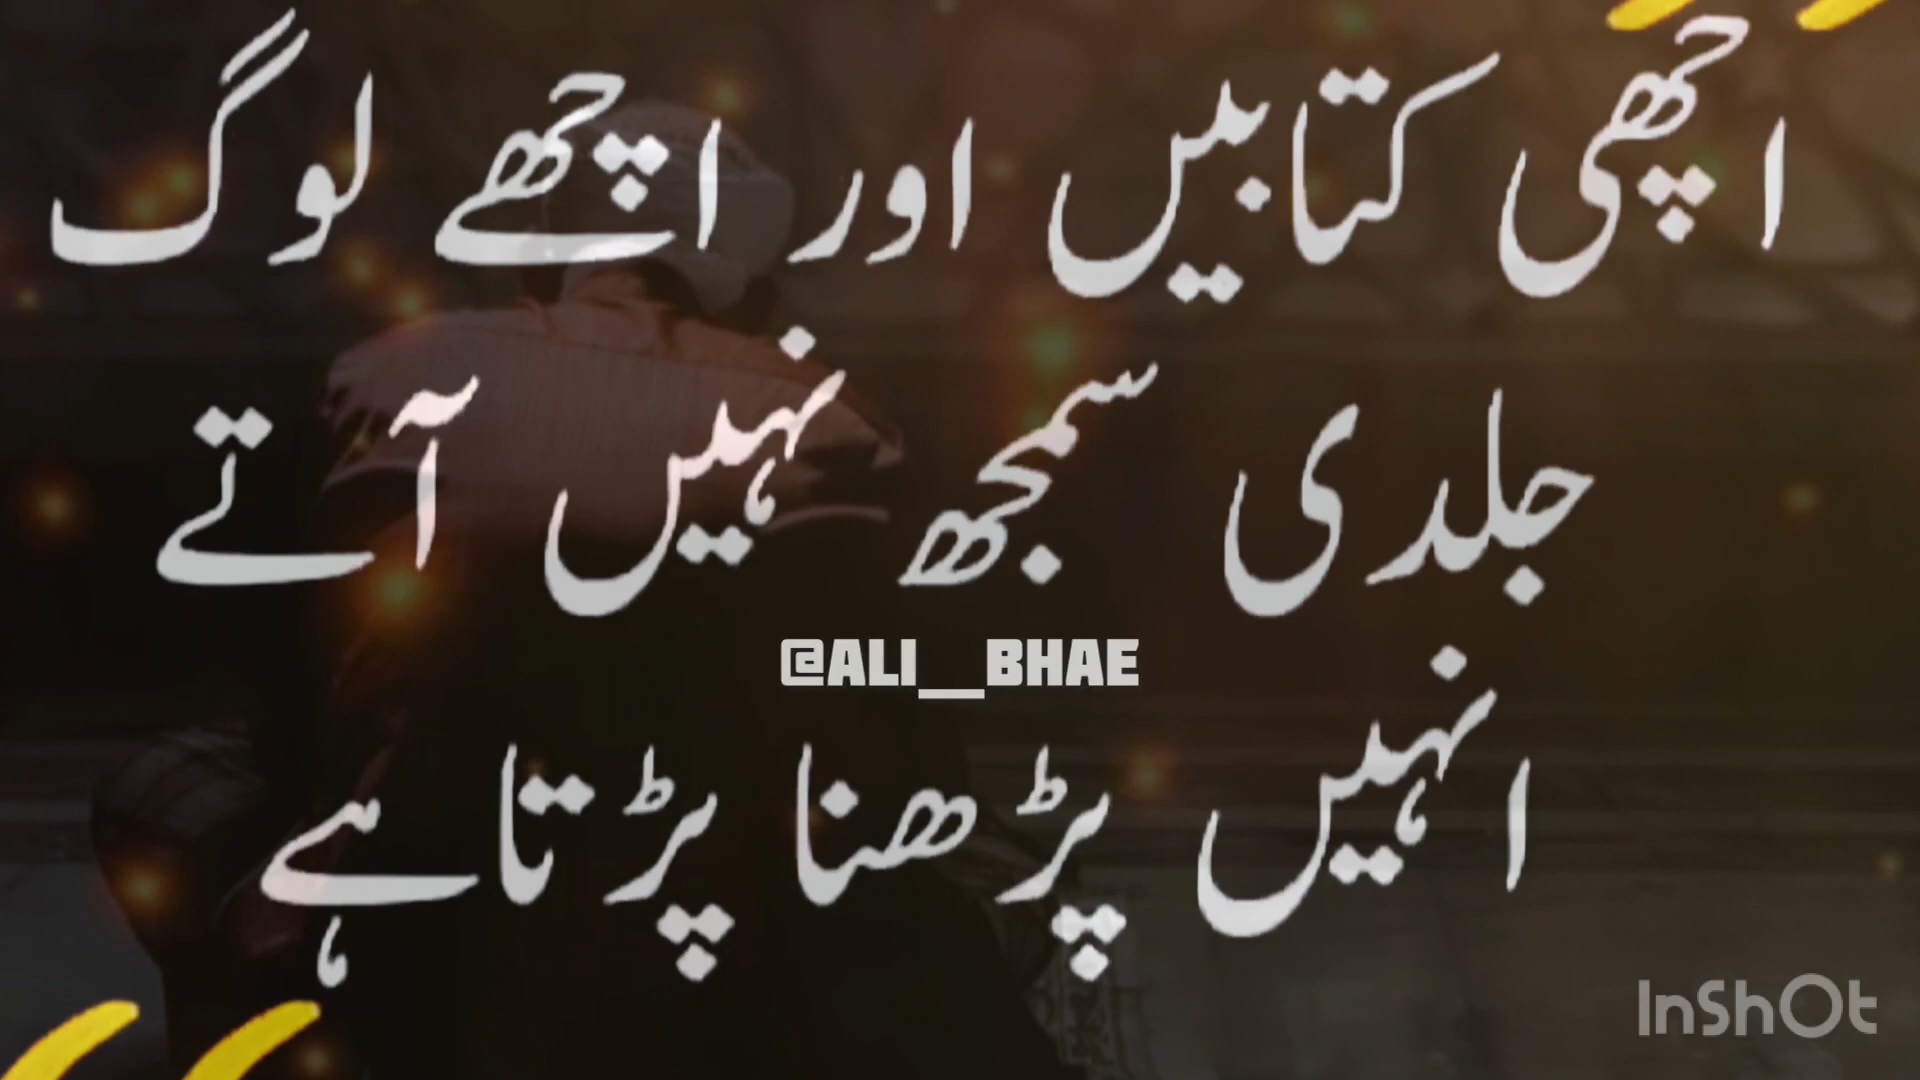 اچھی کتابیں اور اچھے لوگ
جلدی سمجھ نہیں آتے
@ALI__BHAE
انہیں پڑھنا پڑتا ہے
InShOt